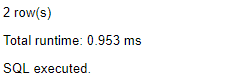 2 row(s)
Total runtime: 0.953 ms
SQL executed.